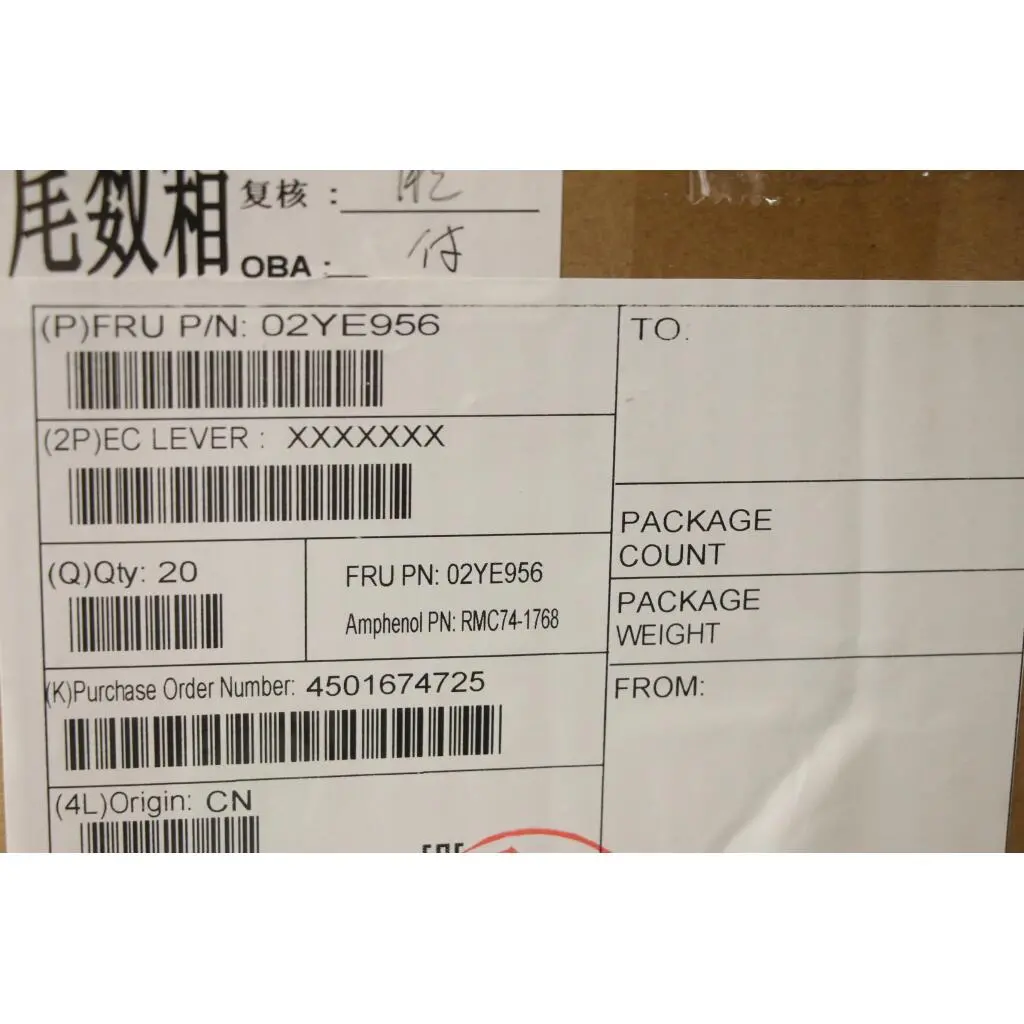 尾数箱
复核：
OBA：
付
(P)FRU P/N: 02YE956
TO:
(2P)EC LEVER : XXXXXXX
PACKAGE
COUNT
(Q)Qty: 20
FRU PN: 02YE956
Amphenol PN: RMC74-1768
PACKAGE
WEIGHT
(K)Purchase Order Number: 4501674725
FROM:
(4L)Origin: CN